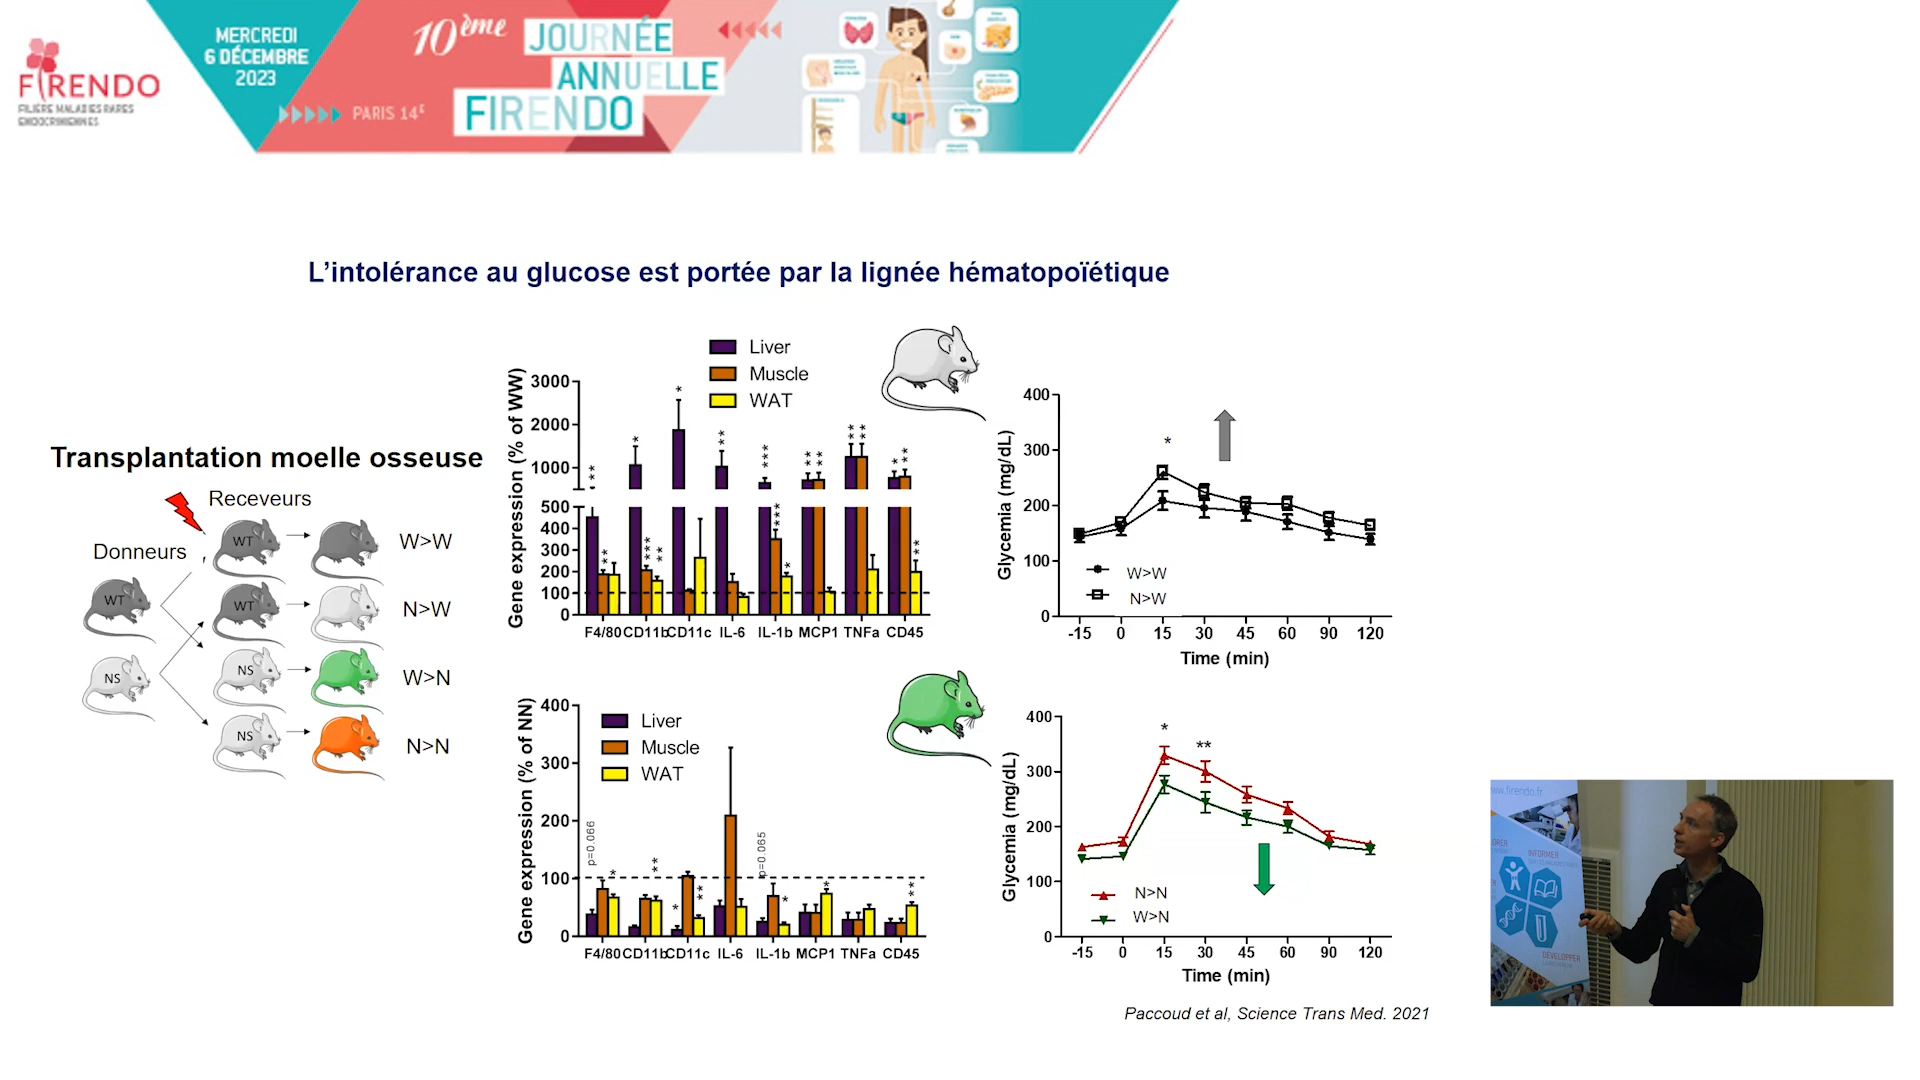 FIRENDO
FILIÈRE MALADIES RARES
ENDOCRINIENNES
MERCREDI
6 DÉCEMBRE
2023
PARIS 14E
10ème
JOURNÉE
ANNUELLE
FIRENDO
L'intolérance au glucose est portée par la lignée hématopoïétique
Transplantation moelle osseuse
Receveurs
Donneurs
WT
NS
WT
WT
NS
NS
W>W
N>W
W>N
N>N
Liver
Muscle
WAT
Gene expression (% of WW)
3000
2000
1000
500
400
300
200
100
0
** ** * *** *** ** * * ** *** *** * ** ** ** ** * ** **
F4/80 CD11b CD11c IL-6 IL-1b MCP1 TNFa CD45
Glycemia (mg/dL)
400
300
200
100
0
*
W>W
N>W
-15 0 15 30 45 60 90 120
Time (min)
Liver
Muscle
WAT
Gene expression (% of NN)
400
300
200
100
0
p=0.066
p=0.065
* ** * ** * * **
F4/80 CD11b CD11c IL-6 IL-1b MCP1 TNFa CD45
Glycemia (mg/dL)
400
300
200
100
0
* **
N>N
W>N
-15 0 15 30 45 60 90 120
Time (min)
Paccoud et al, Science Trans Med. 2021
www.firendo.fr
INFORMER
DÉVELOPPER